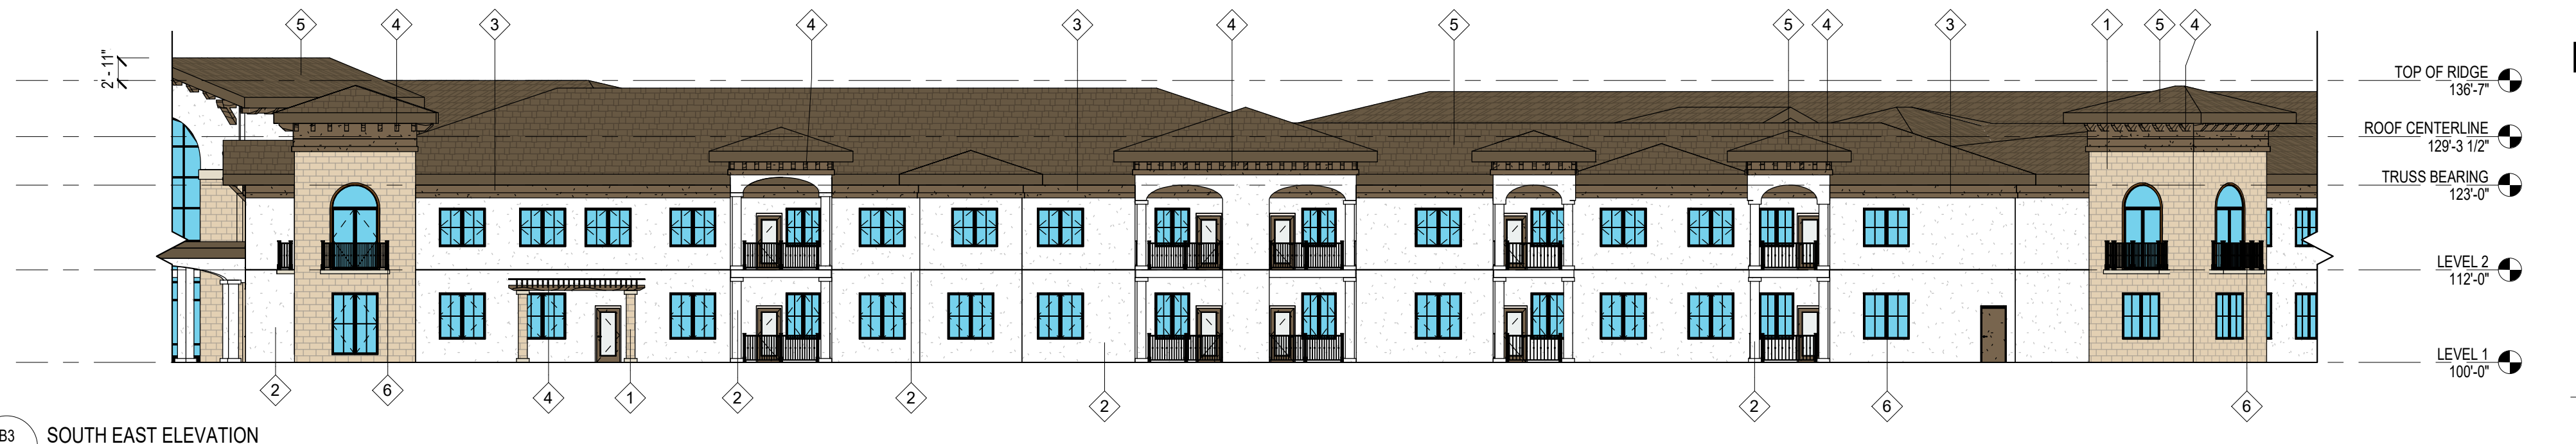 5 4 3 4 3 4 5 5 4 3 1 5 4
2'-11"
TOP OF RIDGE
136'-7"
ROOF CENTERLINE
129'-3 1/2"
TRUSS BEARING
123'-0"
LEVEL 2
112'-0"
LEVEL 1
100'-0"
2 6 4 1 2 2 2 2 6 6
B3 SOUTH EAST ELEVATION